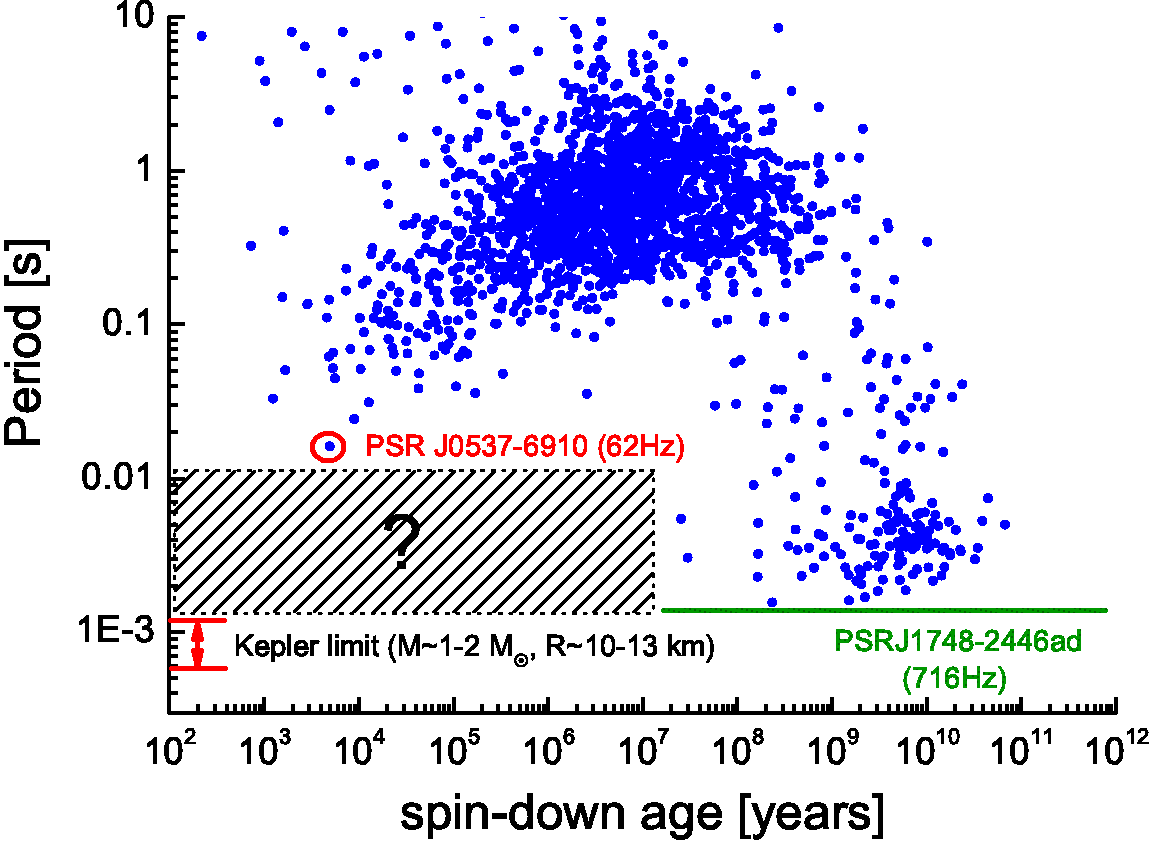 10
1
0.1
0.01
1E-3
Period [s]
PSR J0537-6910 (62Hz)
?
Kepler limit (M~1-2 M☉, R~10-13 km)
PSRJ1748-2446ad
(716Hz)
10² 10³ 10⁴ 10⁵ 10⁶ 10⁷ 10⁸ 10⁹ 10¹⁰ 10¹¹ 10¹²
spin-down age [years]